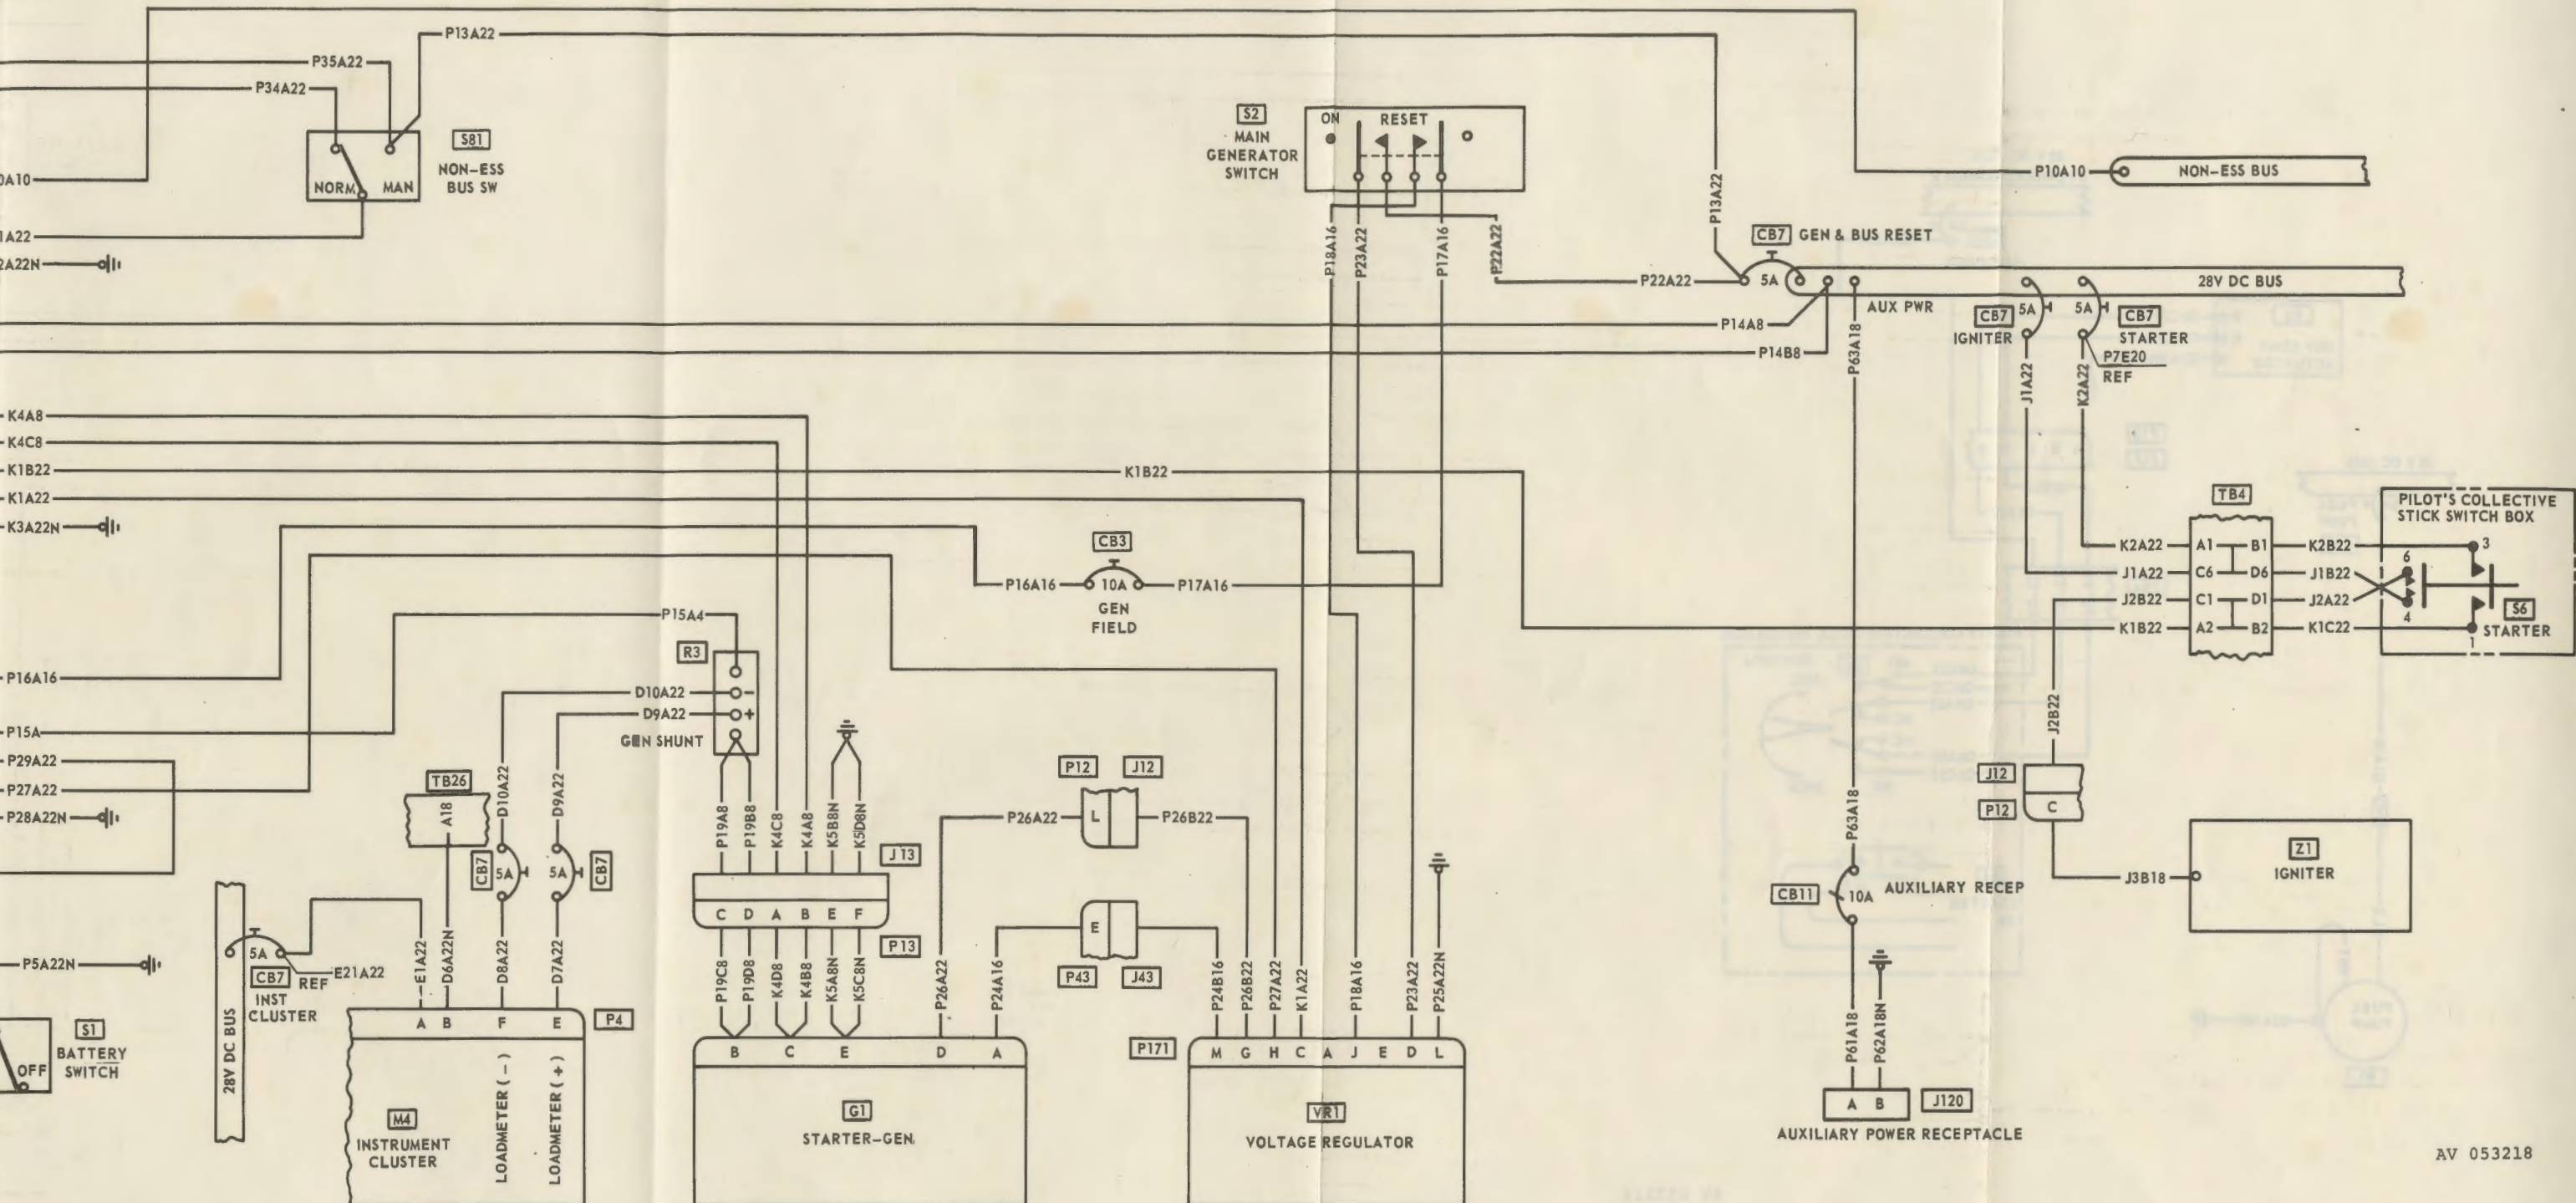 P13A22
P35A22
P34A22
S81
NON-ESS
BUS SW
NORM MAN
0A10
1A22
2A22N
S2
MAIN
GENERATOR
SWITCH
ON RESET
P18A16
P23A22
P17A16
P22A22
P13A22
P22A22
CB7 GEN & BUS RESET
5A
P10A10
NON-ESS BUS
28V DC BUS
AUX PWR
P14A8
P14B8
P63A18
CB7
IGNITER
5A
5A
CB7
STARTER
P7E20
REF
J1A22
K2A22
K4A8
K4C8
K1B22
K1B22
K1A22
K3A22N
CB3
P16A16
10A
P17A16
GEN
FIELD
TB4
PILOT'S COLLECTIVE
STICK SWITCH BOX
K2A22 A1 B1 K2B22 3
J1A22 C6 D6 J1B22 6
J2B22 C1 D1 J2A22 4
K1B22 A2 B2 K1C22 1
S6
STARTER
P15A4
R3
P16A16
D10A22 -
D9A22 +
GEN SHUNT
P15A
P29A22
P27A22
P28A22N
TB26
A18
D10A22
D9A22
CB7 5A
5A CB7
P19A8
P19B8
K4C8
K4A8
K5B8N
K5D8N
J13
C D A B E F
P13
P19C8
P19D8
K4D8
K4B8
K5A8N
K5C8N
P12 J12
P26A22 L P26B22
E
P43 J43
P26A22
P24A16
P24B16
P26B22
P27A22
K1A22
P18A16
P23A22
P25A22N
J2B22
J12
P12 C
J3B18
Z1
IGNITER
P63A18
CB11 10A AUXILIARY RECEP
P61A18
P62A18N
A B J120
AUXILIARY POWER RECEPTACLE
P5A22N
28V DC BUS
5A
CB7
REF E21A22
INST
CLUSTER
E1A22
D6A22N
D8A22
D7A22
A B F E P4
S1
BATTERY
SWITCH
OFF
M4
INSTRUMENT
CLUSTER
LOADMETER (-)
LOADMETER (+)
B C E D A
G1
STARTER-GEN.
P171
M G H C A J E D L
VR1
VOLTAGE REGULATOR
AV 053218